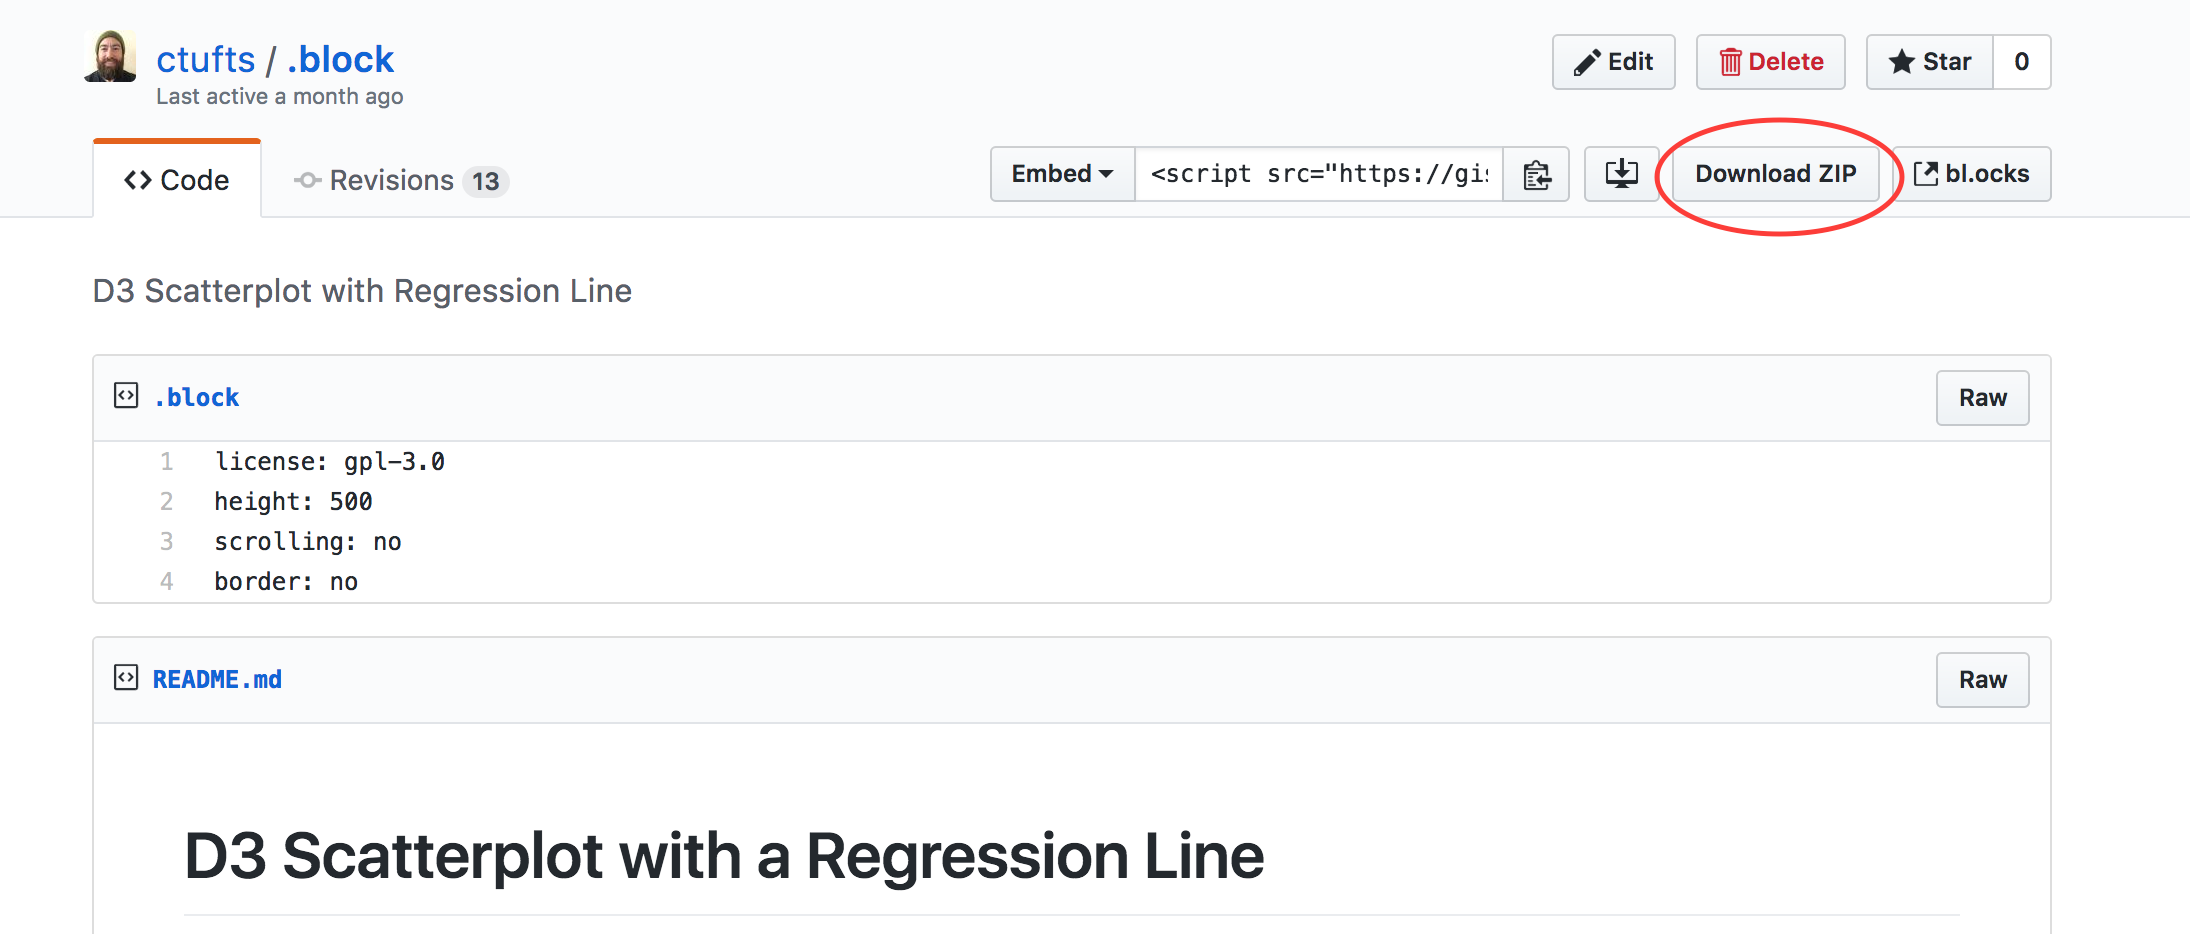 ctufts / .block
Last active a month ago
Edit
Delete
Star 0
Code
Revisions 13
Embed
<script src="https://gis
Download ZIP
bl.ocks
D3 Scatterplot with Regression Line
.block
Raw
1 license: gpl-3.0
2 height: 500
3 scrolling: no
4 border: no
README.md
Raw
D3 Scatterplot with a Regression Line